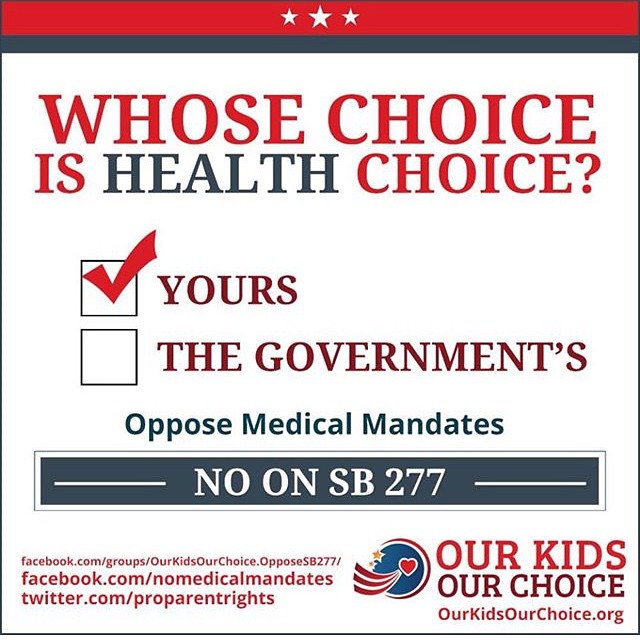 WHOSE CHOICE
IS HEALTH CHOICE?
YOURS
THE GOVERNMENT'S
Oppose Medical Mandates
NO ON SB 277
facebook.com/groups/OurKidsOurChoice.OpposeSB277/
facebook.com/nomedicalmandates
twitter.com/proparentrights
OUR KIDS
OUR CHOICE
OurKidsOurChoice.org